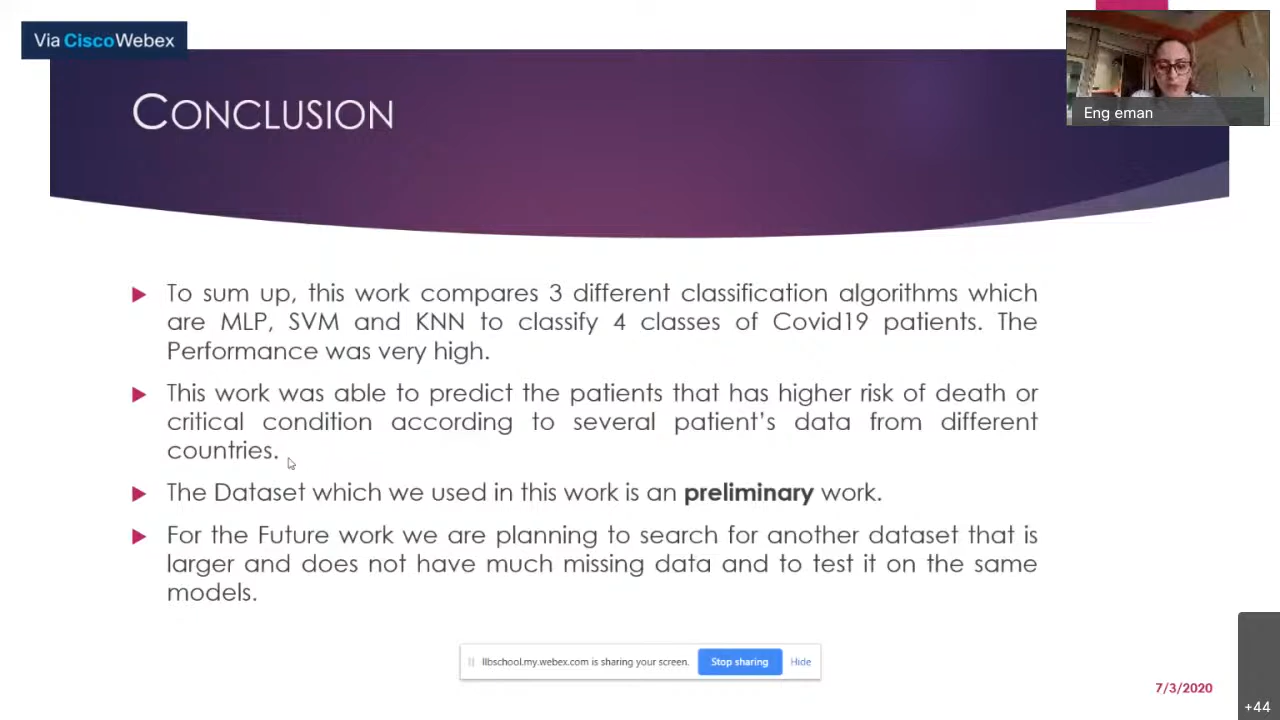 Via CiscoWebex
Eng eman
CONCLUSION
To sum up, this work compares 3 different classification algorithms which
are MLP, SVM and KNN to classify 4 classes of Covid19 patients. The
Performance was very high.
This work was able to predict the patients that has higher risk of death or
critical condition according to several patient's data from different
countries.
The Dataset which we used in this work is an preliminary work.
For the Future work we are planning to search for another dataset that is
larger and does not have much missing data and to test it on the same
models.
llbschool.my.webex.com is sharing your screen. Stop sharing Hide
7/3/2020
+44